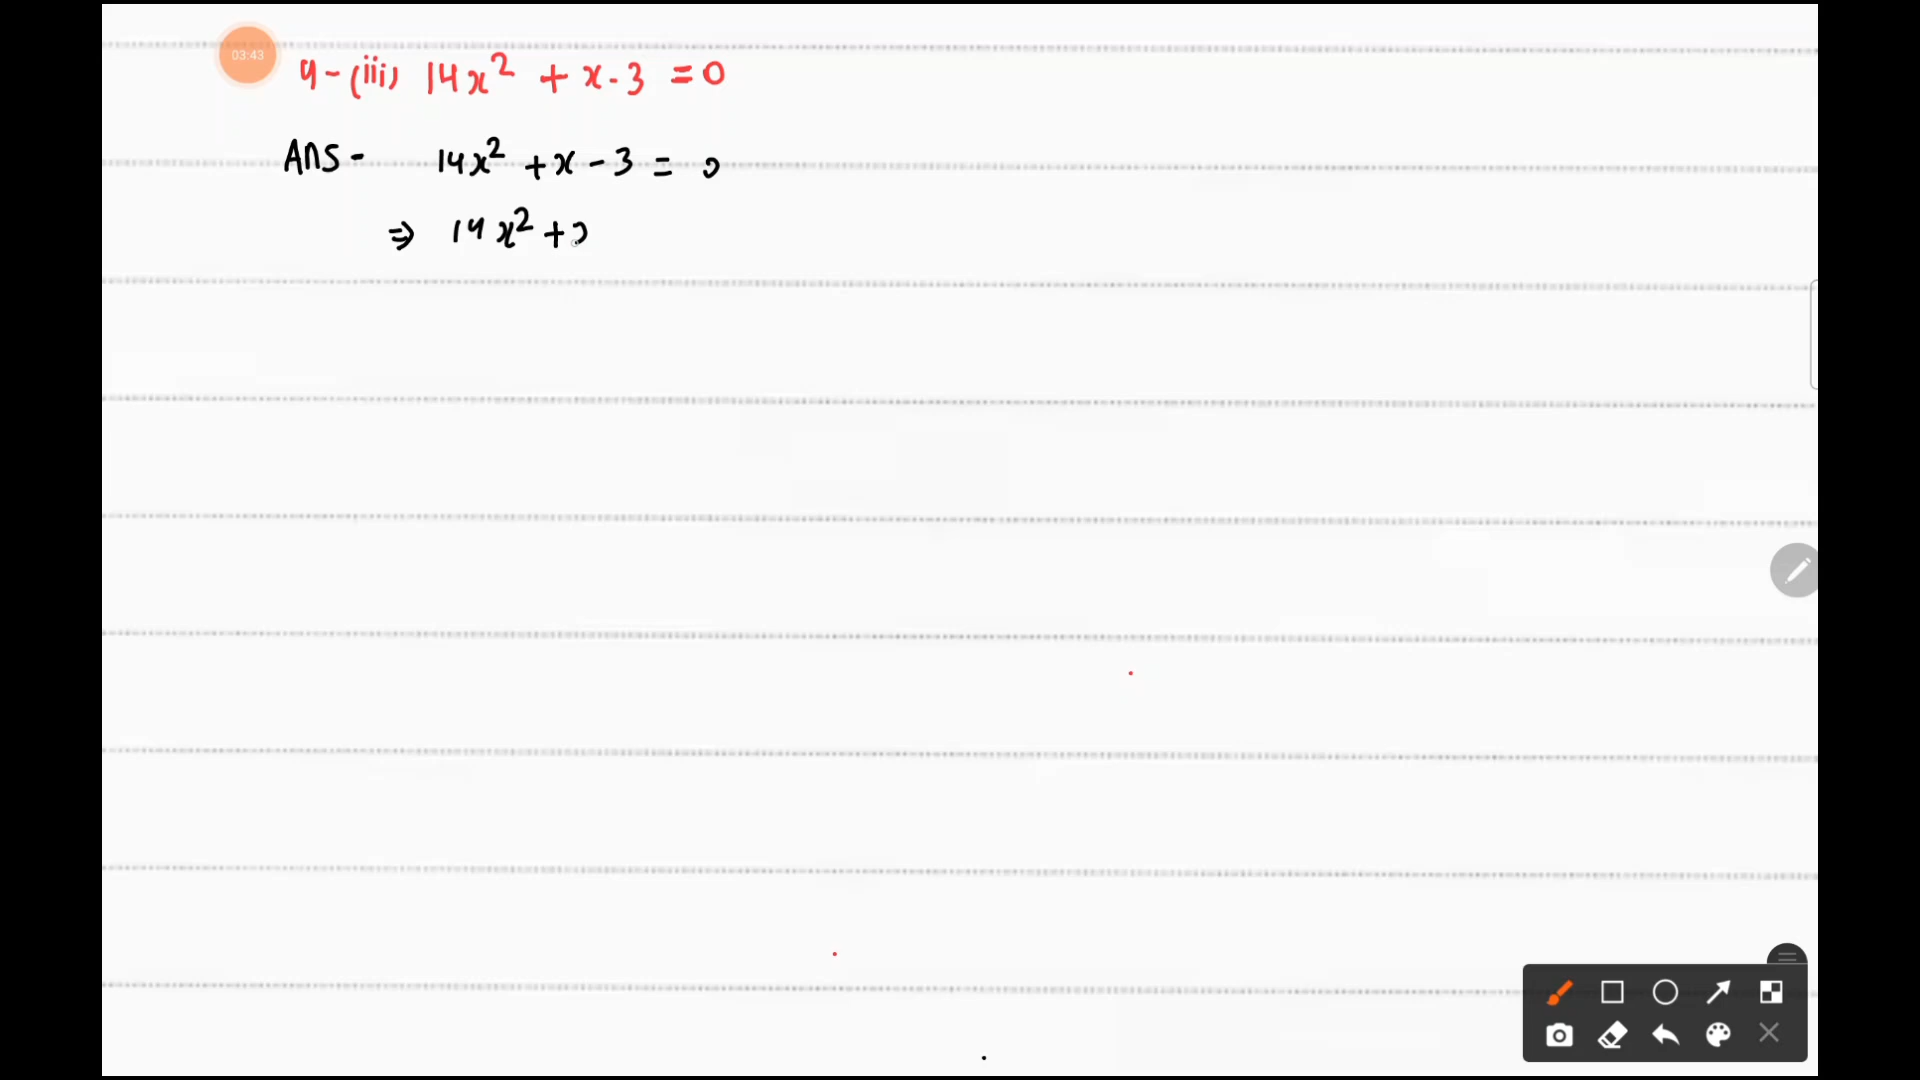 03:43
4-(iii) 14x² + x - 3 = 0
Ans - 14x² + x - 3 = 0
⇒ 14x² +